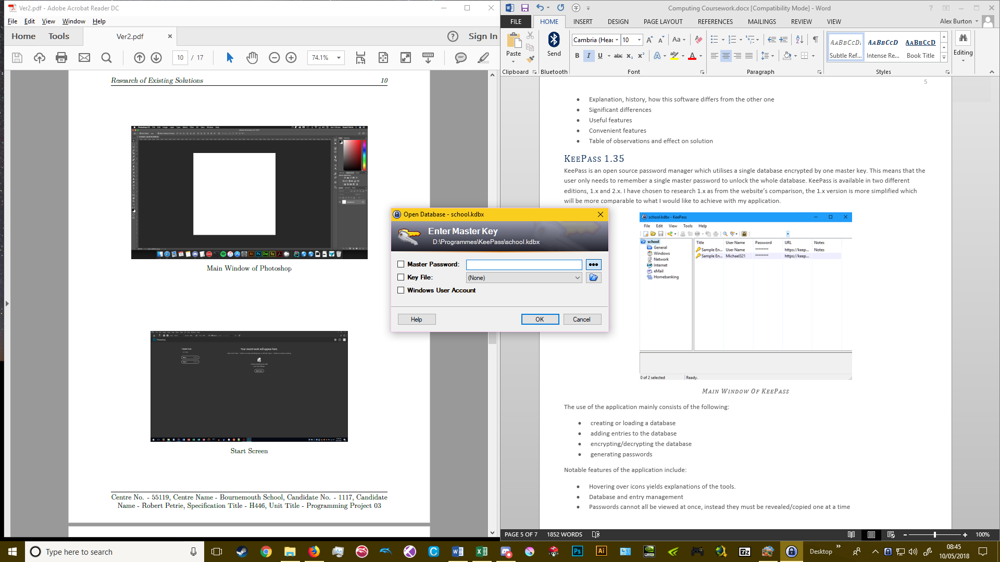 Ver2.pdf - Adobe Acrobat Reader DC
File Edit View Window Help
Home Tools Ver2.pdf Sign In
10 / 17 74.1%
Research of Existing Solutions 10
Main Window of Photoshop
Your recent work will appear here.
Start Screen
Centre No. - 55119, Centre Name - Bournemouth School, Candidate No. - 1117, Candidate
Name - Robert Petrie, Specification Title - H446, Unit Title - Programming Project 03
Computing Coursework.docx [Compatibility Mode] - Word
FILE HOME INSERT DESIGN PAGE LAYOUT REFERENCES MAILINGS REVIEW VIEW Alex Burton
Paste Send Cambria (Heac 10 Editing
AaBbCcDi AaBbCcD AaBbCcD
Subtle Ref... Intense Re... Book Title
Clipboard Bluetooth Font Paragraph Styles
5
Explanation, history, how this software differs from the other one
Significant differences
Useful features
Convenient features
Table of observations and effect on solution
KeePass 1.35
KeePass is an open source password manager which utilises a single database encrypted by one master key. This means that the
user only needs to remember a single master password to unlock the whole database. KeePass is available in two different
editions, 1.x and 2.x. I have chosen to research 1.x as from the website's comparison, the 1.x version is more simplified which
will be more comparable to what I would like to achieve with my application.
school.kdbx - KeePass
File Edit View Tools Help
school
General
Windows
Network
Internet
eMail
Homebanking
Title User Name Password URL Notes
Sample En... User Name ******** https://keep... Notes
Sample En... Michael321 ******** https://keep...
0 of 2 selected Ready.
Main Window Of KeePass
The use of the application mainly consists of the following:
creating or loading a database
adding entries to the database
encrypting/decrypting the database
generating passwords
Notable features of the application include:
Hovering over icons yields explanations of the tools.
Database and entry management
Passwords cannot all be viewed at once, instead they must be revealed/copied one at a time
PAGE 5 OF 7 1852 WORDS 100%
Open Database - school.kdbx
Enter Master Key
D:\Programmes\KeePass\school.kdbx
Master Password:
Key File: (None)
Windows User Account
Help OK Cancel
Type here to search
Desktop
08:45
10/05/2018